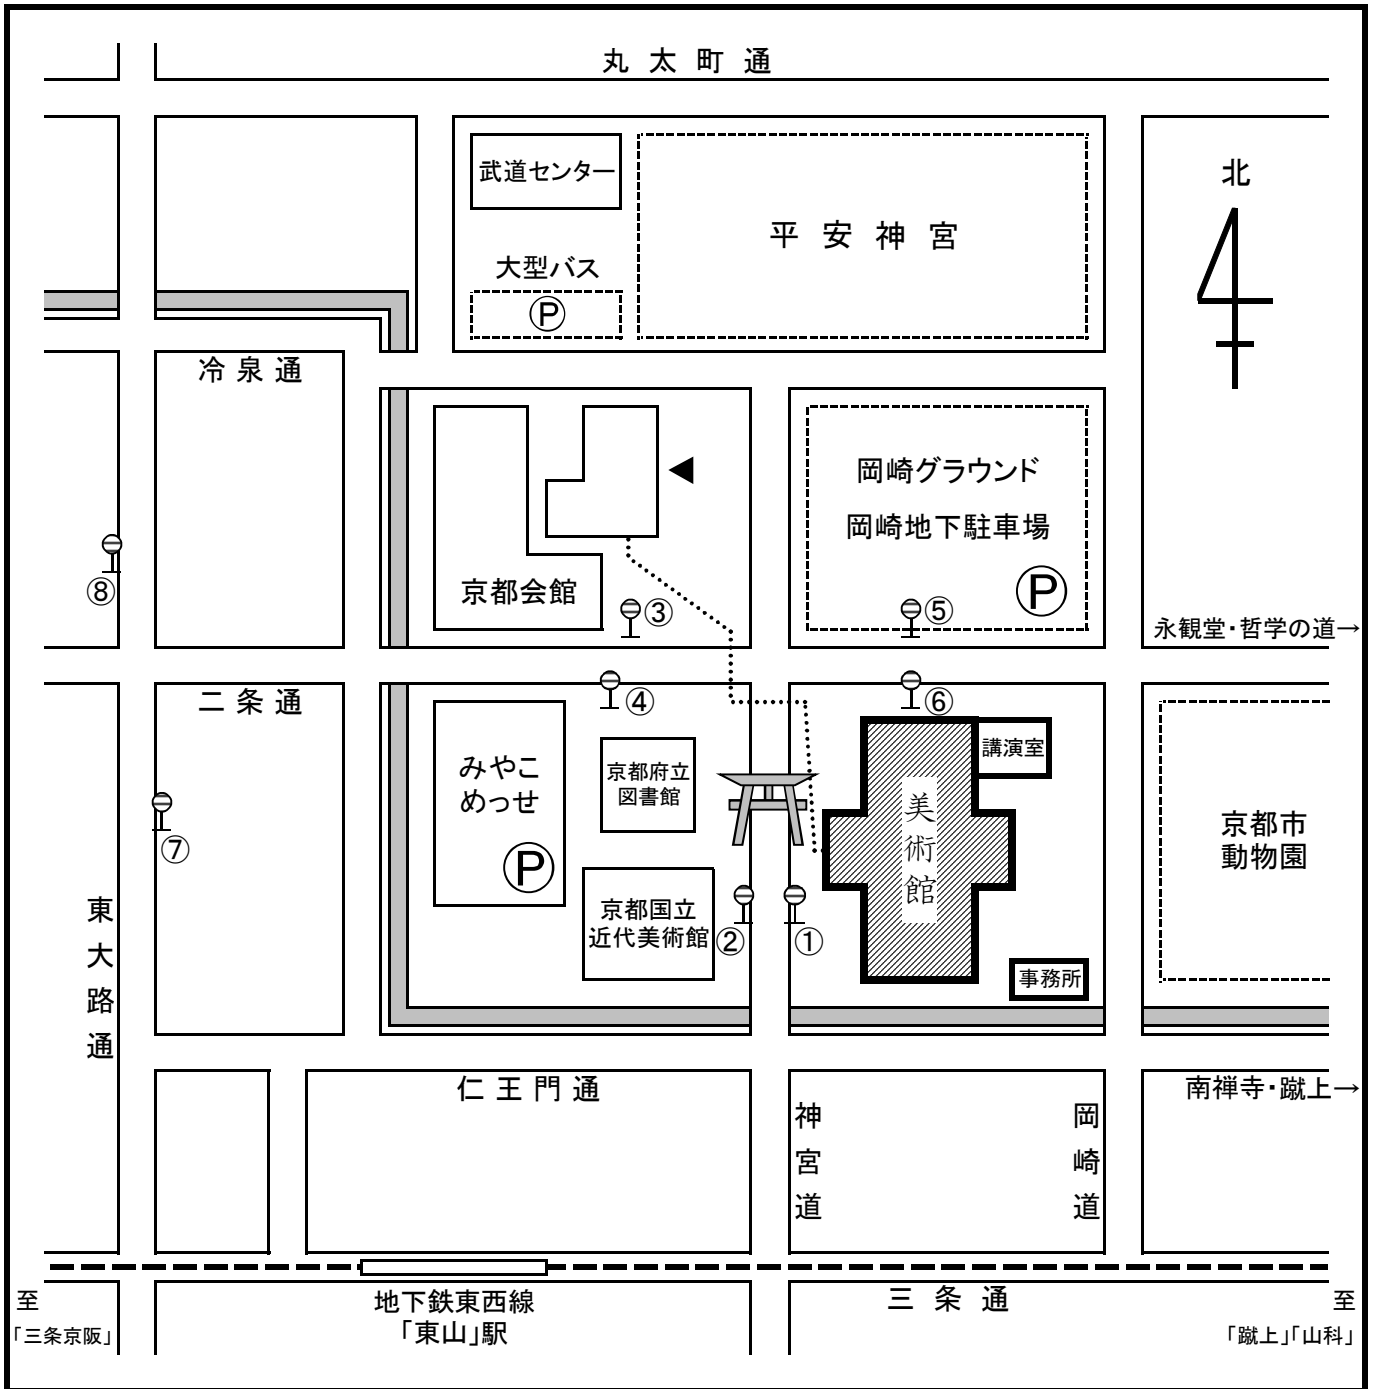 丸太町通
武道センター
平安神宮
北
大型バス
P
冷泉通
岡崎グラウンド
岡崎地下駐車場
P
京都会館
③
⑤
⑧
永観堂・哲学の道→
二条通
④
⑥
講演室
みやこ
めっせ
P
京都府立
図書館
美術館
京都市
動物園
⑦
京都国立
近代美術館
②
①
東大路通
事務所
仁王門通
南禅寺・蹴上→
神宮道
岡崎道
至
「三条京阪」
地下鉄東西線
「東山」駅
三条通
至
「蹴上」「山科」